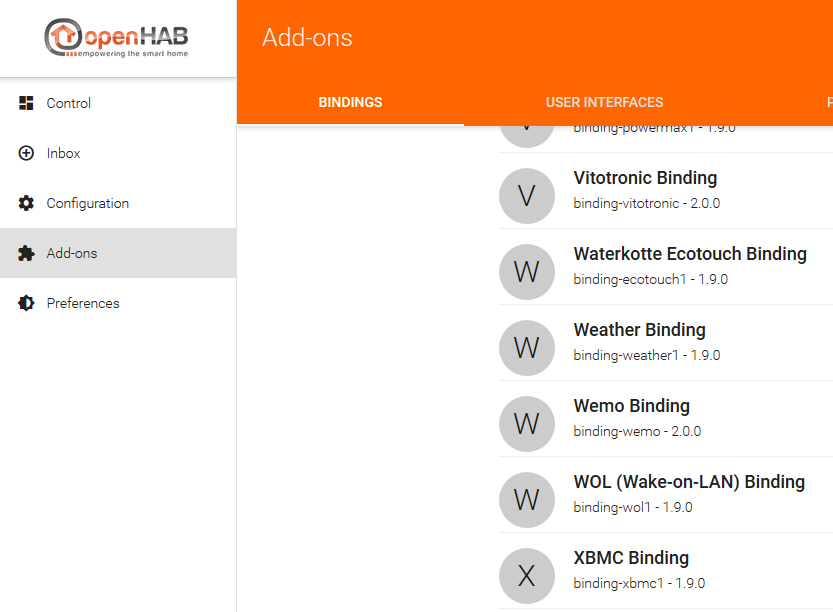 openHAB
empowering the smart home
Control
Inbox
Configuration
Add-ons
Preferences
Add-ons
BINDINGS
USER INTERFACES
binding-powermax1 - 1.9.0
V
Vitotronic Binding
binding-vitotronic - 2.0.0
W
Waterkotte Ecotouch Binding
binding-ecotouch1 - 1.9.0
W
Weather Binding
binding-weather1 - 1.9.0
W
Wemo Binding
binding-wemo - 2.0.0
W
WOL (Wake-on-LAN) Binding
binding-wol1 - 1.9.0
X
XBMC Binding
binding-xbmc1 - 1.9.0